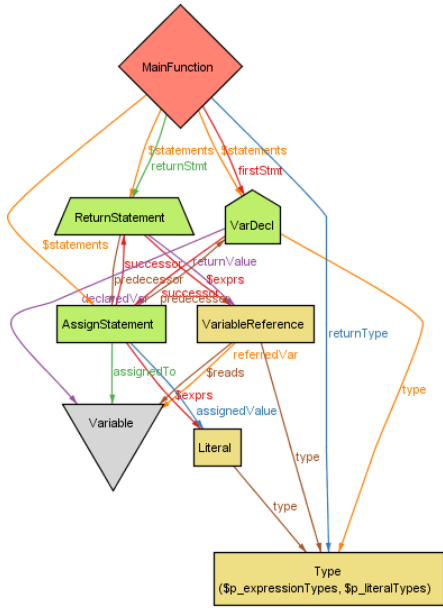 MainFunction
$statements
$statements
returnStmt
firstStmt
ReturnStatement
VarDecl
$statements
successor
returnValue
predecessor
$exprs
declaredVar
predecessor
successor
AssignStatement
VariableReference
returnType
referredVar
assignedTo
$reads
type
$exprs
Variable
assignedValue
Literal
type
type
Type
($p_expressionTypes, $p_literalTypes)